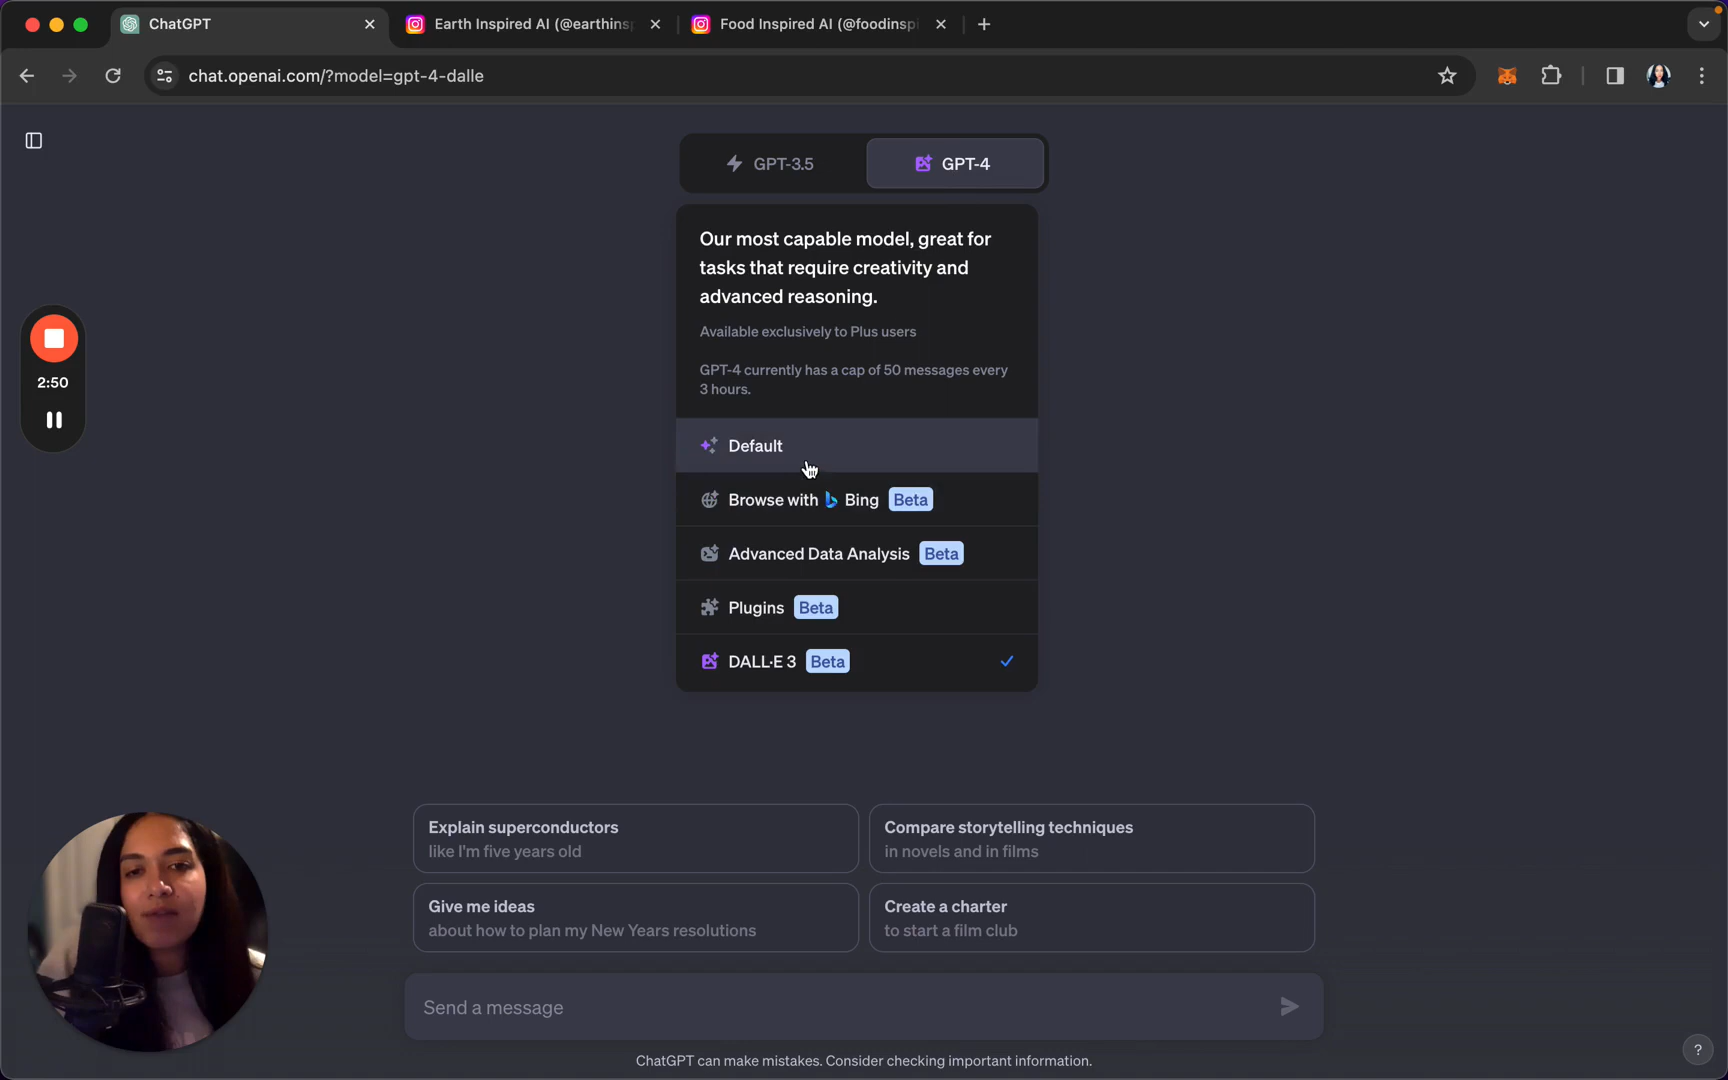 ChatGPT
Earth Inspired AI (@earthins
Food Inspired AI (@foodinspi
chat.openai.com/?model=gpt-4-dalle
GPT-3.5
GPT-4
Our most capable model, great for
tasks that require creativity and
advanced reasoning.
Available exclusively to Plus users
GPT-4 currently has a cap of 50 messages every
3 hours.
2:50
Default
Browse with Bing Beta
Advanced Data Analysis Beta
Plugins Beta
DALL·E 3 Beta
Explain superconductors
like I'm five years old
Compare storytelling techniques
in novels and in films
Give me ideas
about how to plan my New Years resolutions
Create a charter
to start a film club
Send a message
ChatGPT can make mistakes. Consider checking important information.
?